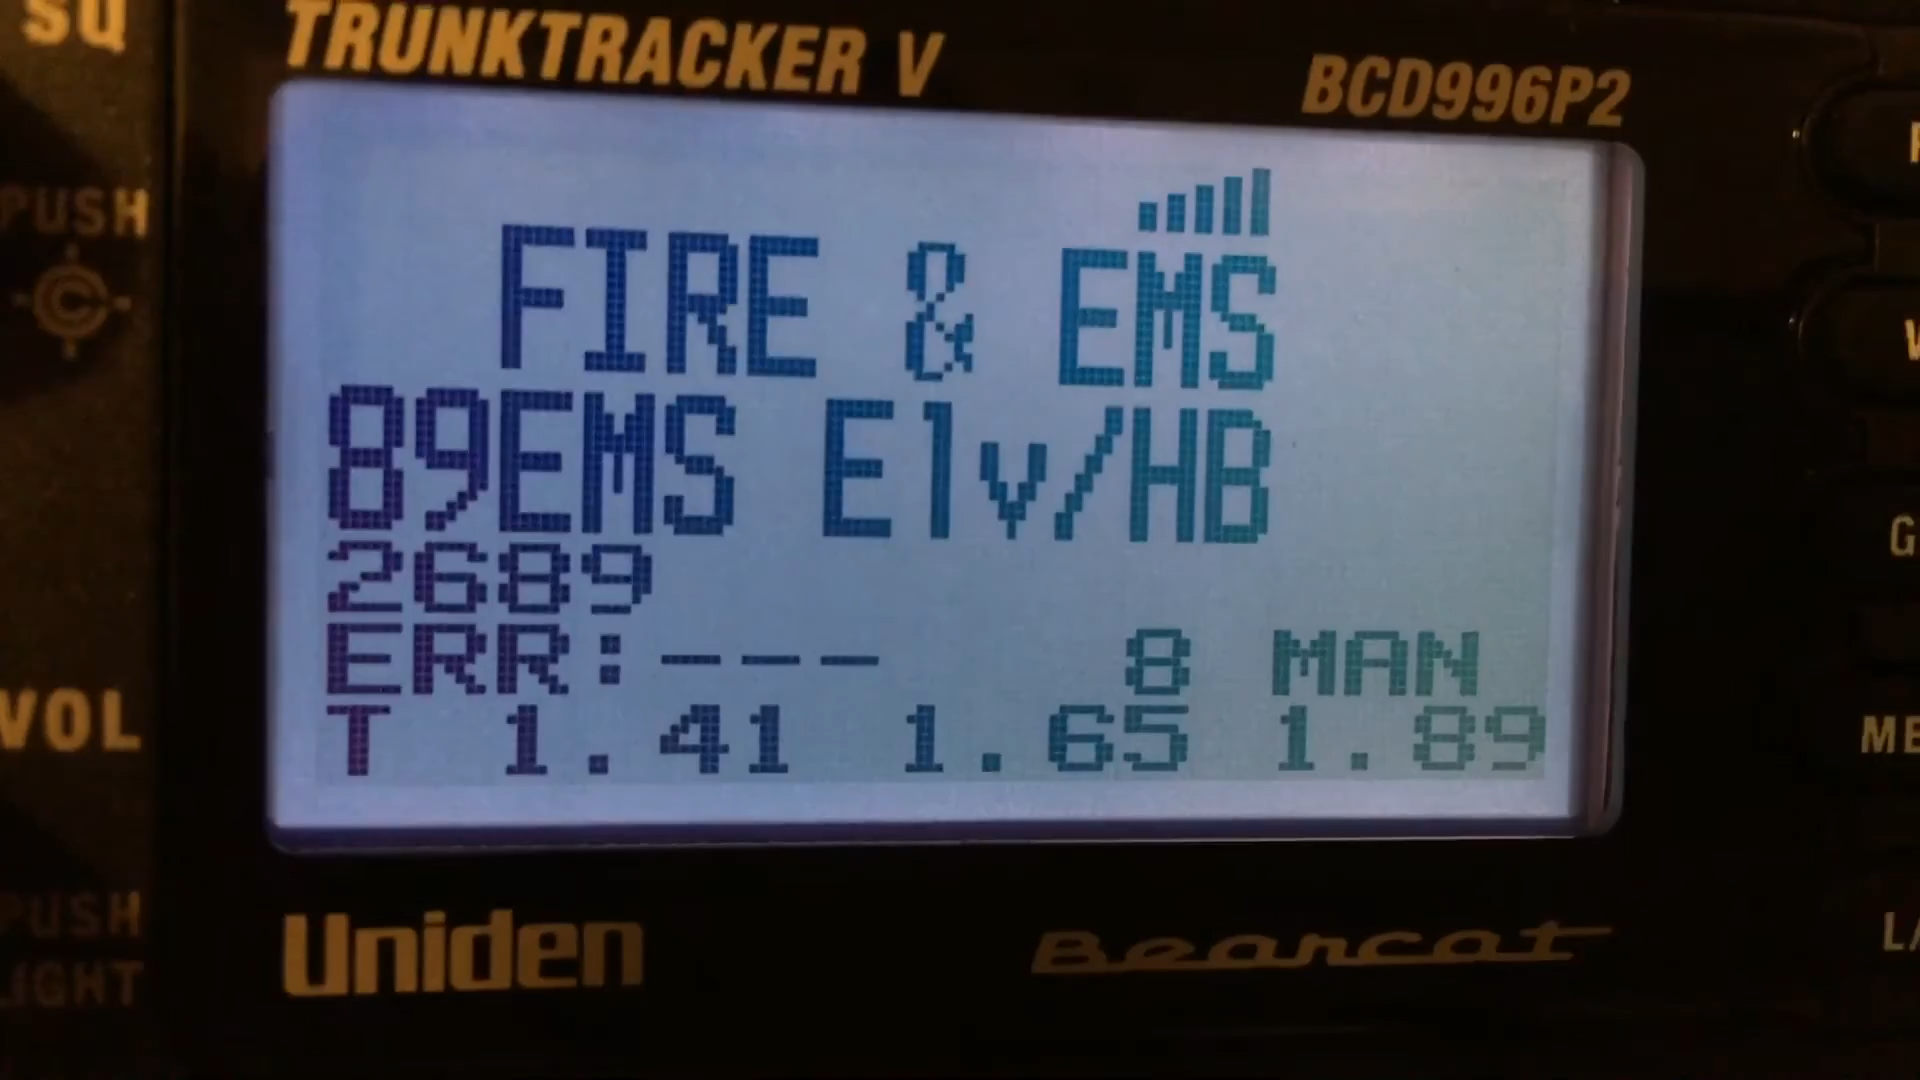 SQ
TRUNKTRACKER V
BCD996P2
PUSH
C
FIRE & EMS
89EMS Elv/HB
2689
ERR:--- 8 MAN
T 1.41 1.65 1.89
VOL
Uniden
Bearcat
PUSH